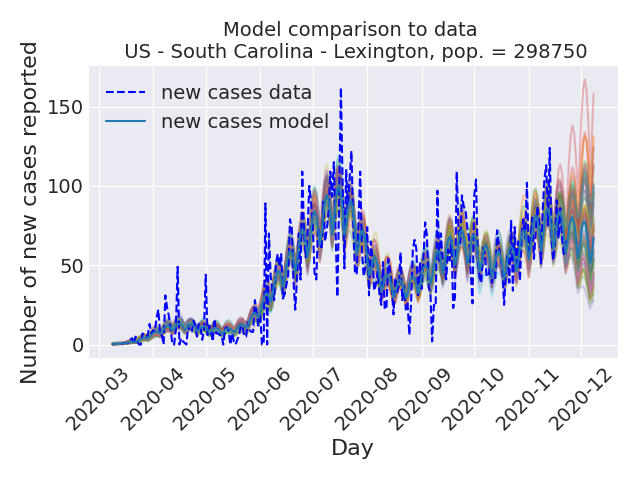 Model comparison to data
US - South Carolina - Lexington, pop. = 298750
Number of new cases reported
new cases data
new cases model
150
100
50
0
2020-03
2020-04
2020-05
2020-06
2020-07
2020-08
2020-09
2020-10
2020-11
2020-12
Day